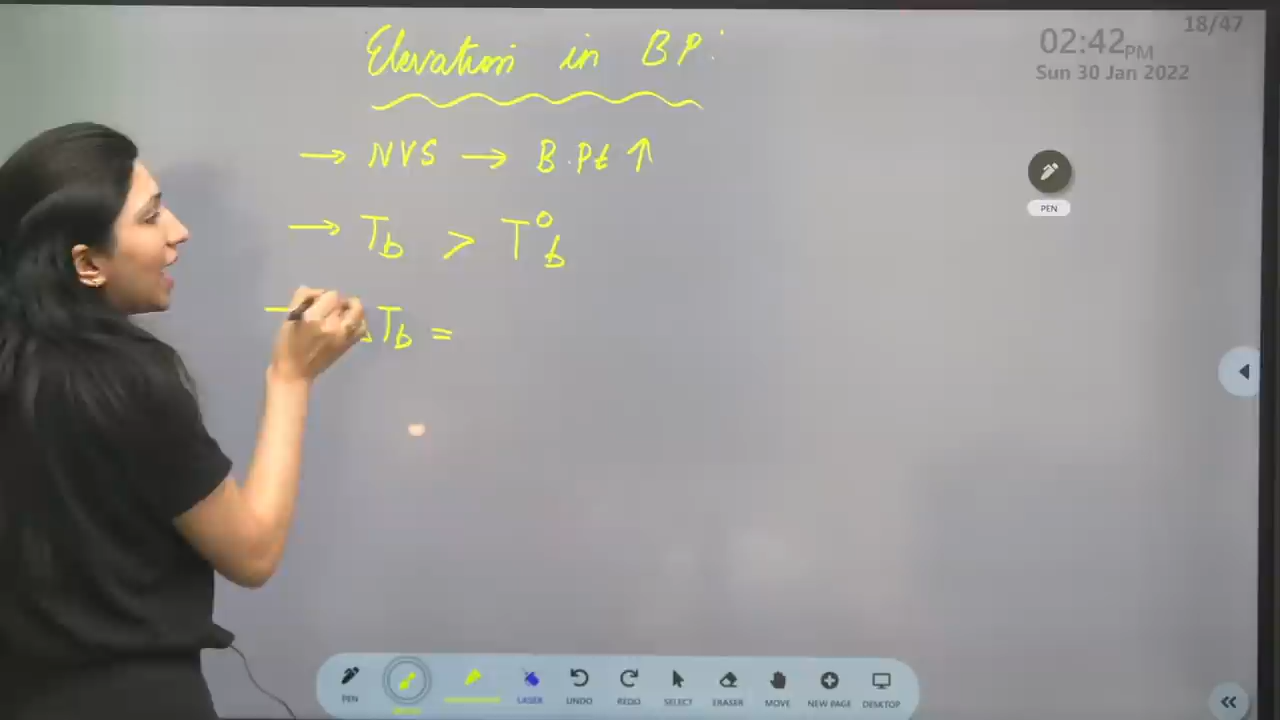 18/47
02:42PM
Sun 30 Jan 2022
Elevation in BP:
→ NVS → B.Pt ↑
→ Tb > T°b
ΔTb =
PEN
PEN
LASER
UNDO
REDO
SELECT
ERASER
MOVE
NEW PAGE
DESKTOP